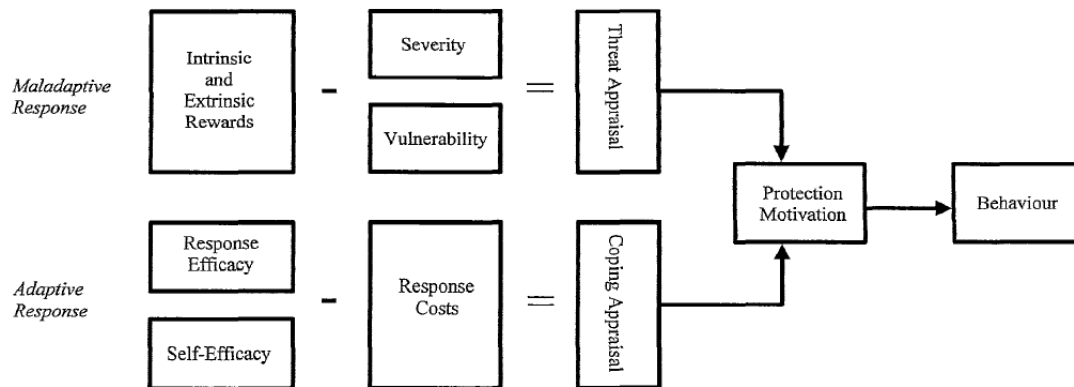 Maladaptive
Response
Intrinsic
and
Extrinsic
Rewards
-
Severity
Vulnerability
=
Threat Appraisal
Protection
Motivation
Behaviour
Adaptive
Response
Response
Efficacy
Self-Efficacy
-
Response
Costs
=
Coping Appraisal